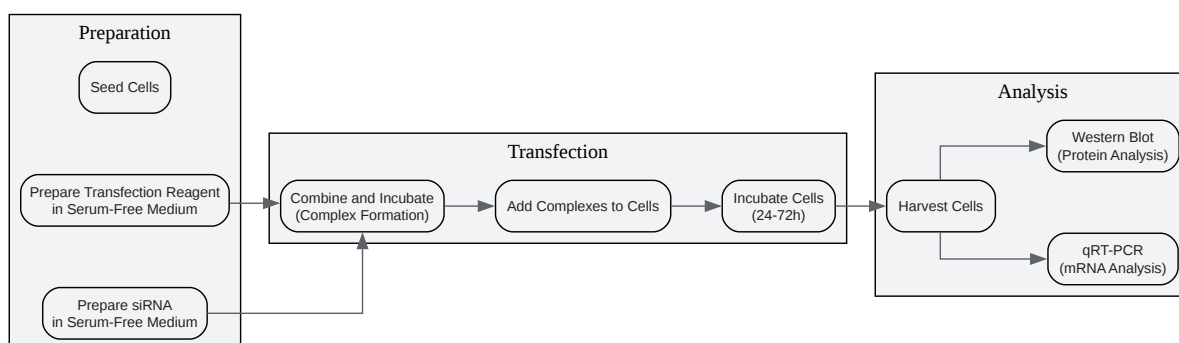 Preparation
Seed Cells
Prepare Transfection Reagent
in Serum-Free Medium
Prepare siRNA
in Serum-Free Medium
Transfection
Combine and Incubate
(Complex Formation)
Add Complexes to Cells
Incubate Cells
(24-72h)
Analysis
Harvest Cells
Western Blot
(Protein Analysis)
qRT-PCR
(mRNA Analysis)